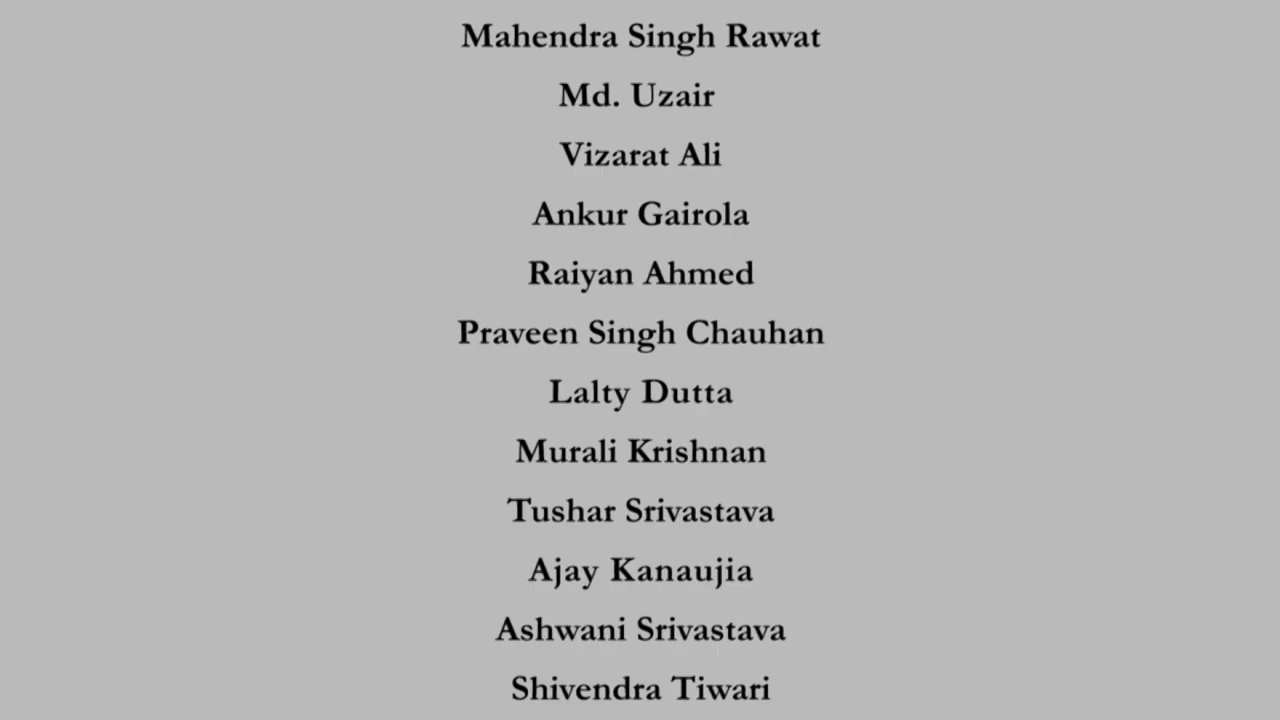 Mahendra Singh Rawat
Md. Uzair
Vizarat Ali
Ankur Gairola
Raiyan Ahmed
Praveen Singh Chauhan
Lalty Dutta
Murali Krishnan
Tushar Srivastava
Ajay Kanaujia
Ashwani Srivastava
Shivendra Tiwari